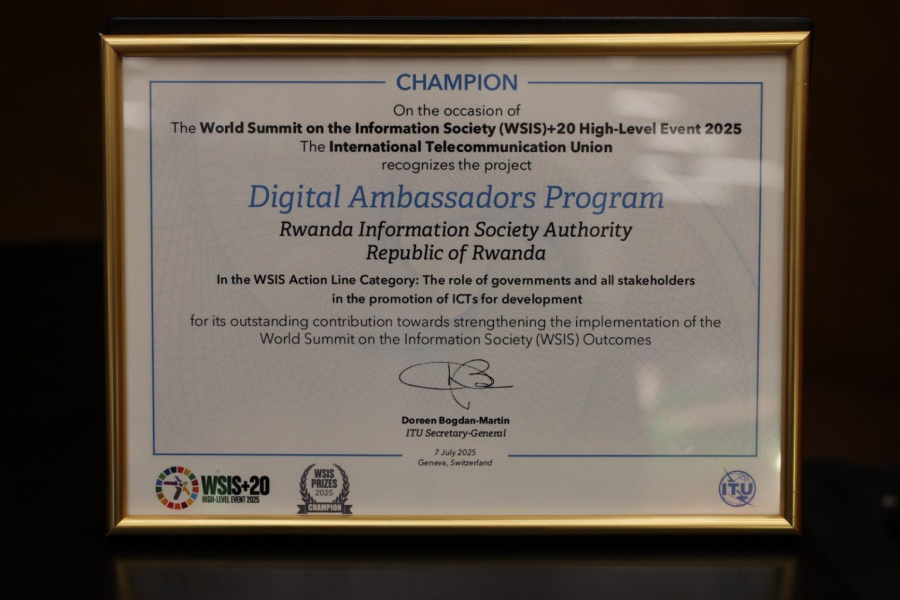 CHAMPION
On the occasion of
The World Summit on the Information Society (WSIS)+20 High-Level Event 2025
The International Telecommunication Union
recognizes the project
Digital Ambassadors Program
Rwanda Information Society Authority
Republic of Rwanda
In the WSIS Action Line Category: The role of governments and all stakeholders
in the promotion of ICTs for development
for its outstanding contribution towards strengthening the implementation of the
World Summit on the Information Society (WSIS) Outcomes
Doreen Bogdan-Martin
ITU Secretary-General
7 July 2025
Geneva, Switzerland
WSIS+20
HIGH-LEVEL EVENT 2025
WSIS
PRIZES
2025
CHAMPION
ITU